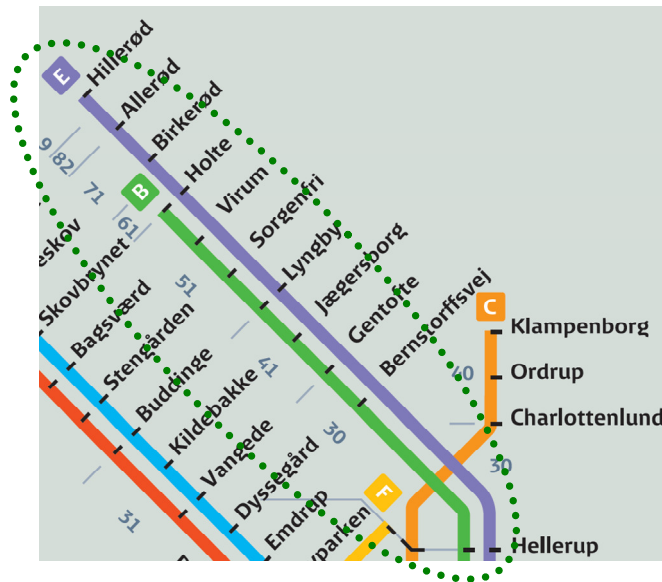 E
Hillerød
Allerød
Birkerød
Holte
Virum
Sorgenfri
Lyngby
Jægersborg
Gentofte
Bernstorffsvej
B
C
Klampenborg
Ordrup
Charlottenlund
Hellerup
F
9
82
71
61
51
41
30
40
30
31
eskov
Skovbrynet
Bagsværd
Stengården
Buddinge
Kildebakke
Vangede
Dyssegård
Emdrup
parken